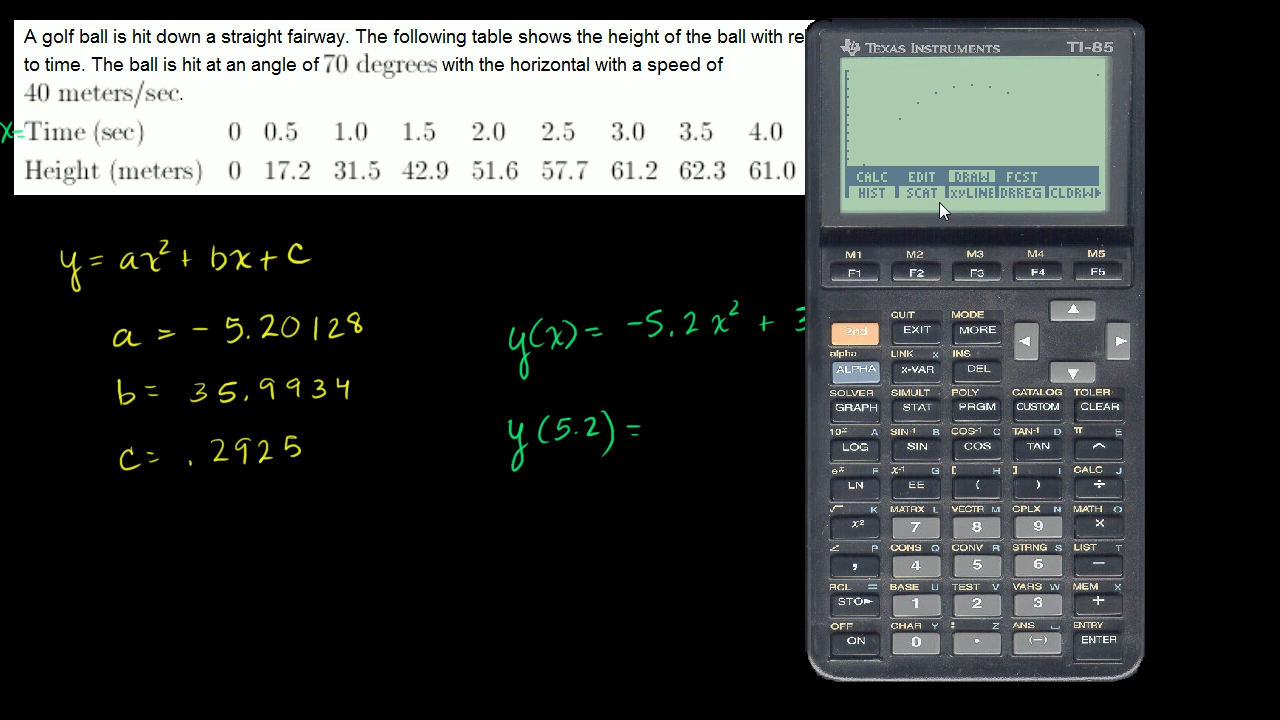 A golf ball is hit down a straight fairway. The following table shows the height of the ball with re
to time. The ball is hit at an angle of 70 degrees with the horizontal with a speed of
40 meters/sec.
x= Time (sec) 0 0.5 1.0 1.5 2.0 2.5 3.0 3.5 4.0
Height (meters) 0 17.2 31.5 42.9 51.6 57.7 61.2 62.3 61.0
y = ax² + bx + c
a = - 5.20128
b = 35.9934
c = .2925
y(x) = -5.2x² + 3
y(5.2) =
TEXAS INSTRUMENTS TI-85
CALC EDIT DRAW FCST
HIST SCAT xyLINE DRREG CLDRW▸
M1 M2 M3 M4 M5
F1 F2 F3 F4 F5
QUIT MODE
2nd EXIT MORE
alpha LINK x INS
ALPHA x-VAR DEL
SOLVER SIMULT POLY CATALOG TOLER
GRAPH STAT PRGM CUSTOM CLEAR
10ˣ A SIN⁻¹ B COS⁻¹ C TAN⁻¹ D π E
LOG SIN COS TAN ^
eˣ F x⁻¹ G [ H ] I CALC J
LN EE ( ) ÷
√ K MATRX L VECTR M CPLX N MATH O
x² 7 8 9 ×
∠ P CONS Q CONV R STRNG S LIST T
, 4 5 6 −
RCL = BASE U TEST V VARS W MEM X
STO▸ 1 2 3 +
OFF CHAR Y : Z ANS ␣ ENTRY
ON 0 . (−) ENTER